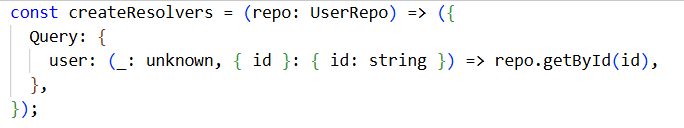 const createResolvers = (repo: UserRepo) => ({
  Query: {
    user: (_: unknown, { id }: { id: string }) => repo.getById(id),
  },
});